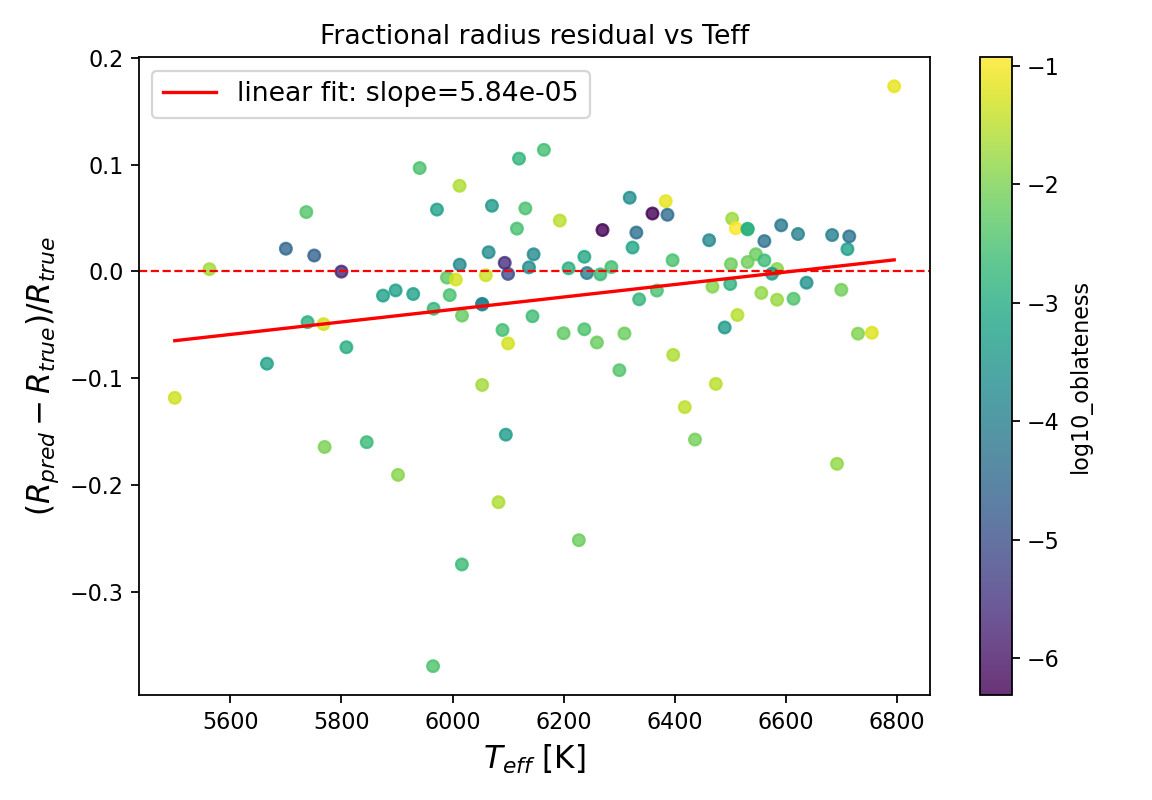 Fractional radius residual vs Teff
linear fit: slope=5.84e-05
0.2
0.1
0.0
−0.1
−0.2
−0.3
(R_pred − R_true)/R_true
5600 5800 6000 6200 6400 6600 6800
T_eff [K]
−1
−2
−3
−4
−5
−6
log10_oblateness